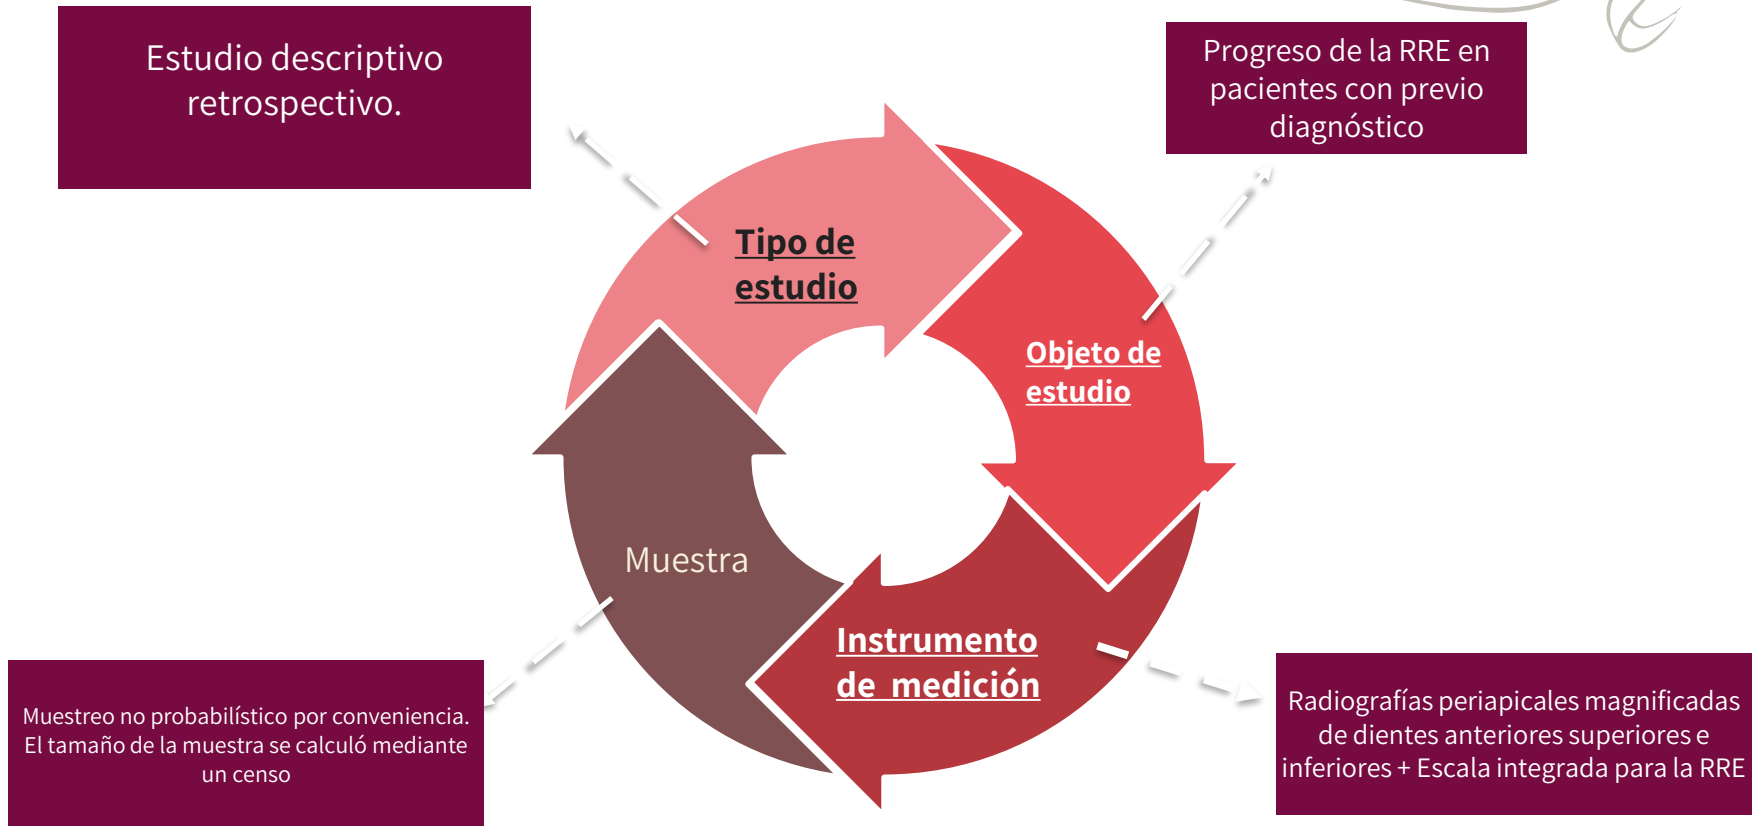 Estudio descriptivo
retrospectivo.
Progreso de la RRE en
pacientes con previo
diagnóstico
Tipo de
estudio
Objeto de
estudio
Muestra
Instrumento
de medición
Muestreo no probabilístico por conveniencia.
El tamaño de la muestra se calculó mediante
un censo
Radiografías periapicales magnificadas
de dientes anteriores superiores e
inferiores + Escala integrada para la RRE